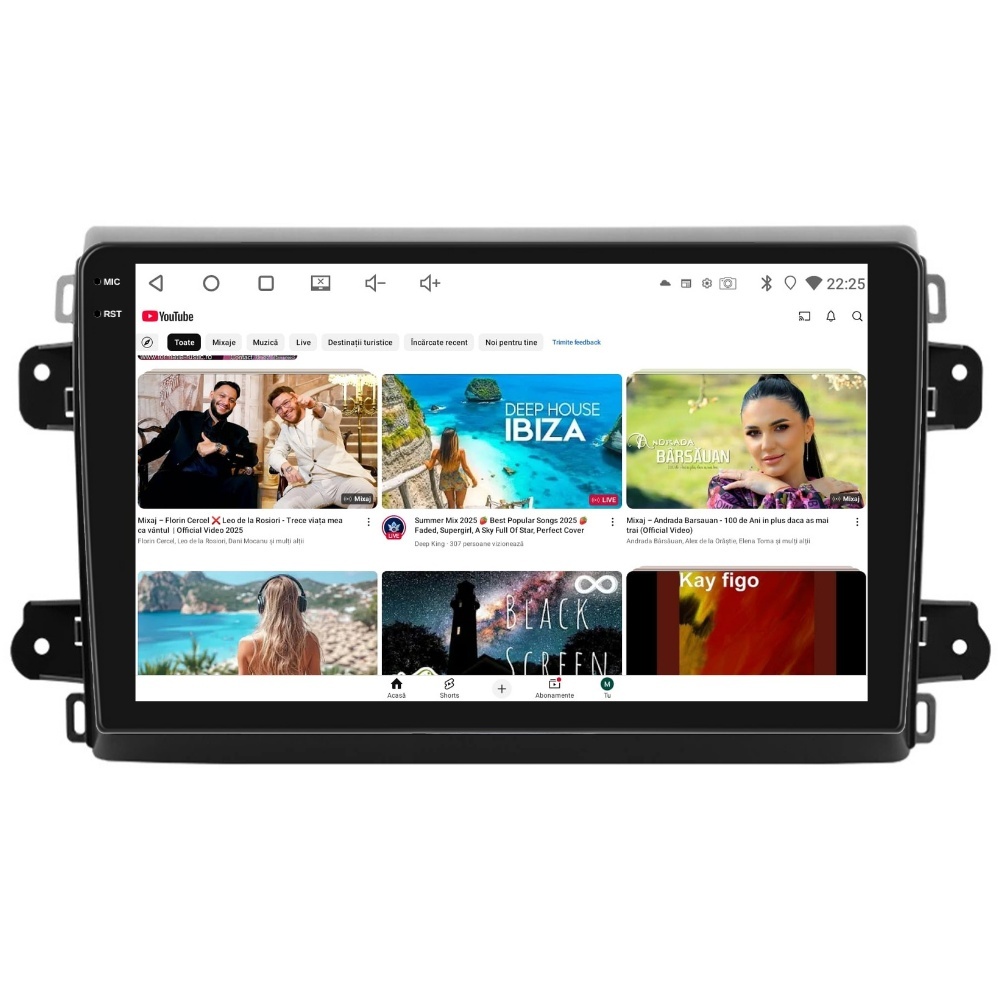 MIC
RST
22:25
YouTube
Toate
Mixaje
Muzică
Live
Destinații turistice
Încărcate recent
Noi pentru tine
Trimite feedback
Mixaj
DEEP HOUSE
IBIZA
LIVE
BÂRSĂUAN
Mixaj
Mixaj – Florin Cercel ❌ Leo de la Rosiori - Trece viața mea
ca vântul | Official Video 2025
Florin Cercel, Leo de la Rosiori, Dani Mocanu și mulți alții
LIVE
Summer Mix 2025 🍓 Best Popular Songs 2025 🍓
Faded, Supergirl, A Sky Full Of Star, Perfect Cover
Deep King · 307 persoane vizionează
Mixaj – Andrada Barsauan - 100 de Ani in plus daca as mai
trai (Official Video)
Andrada Bârsăuan, Alex de la Orăștie, Elena Toma și mulți alții
BLACK
SCREEN
Kay figo
Acasă
Shorts
Abonamente
M
Tu